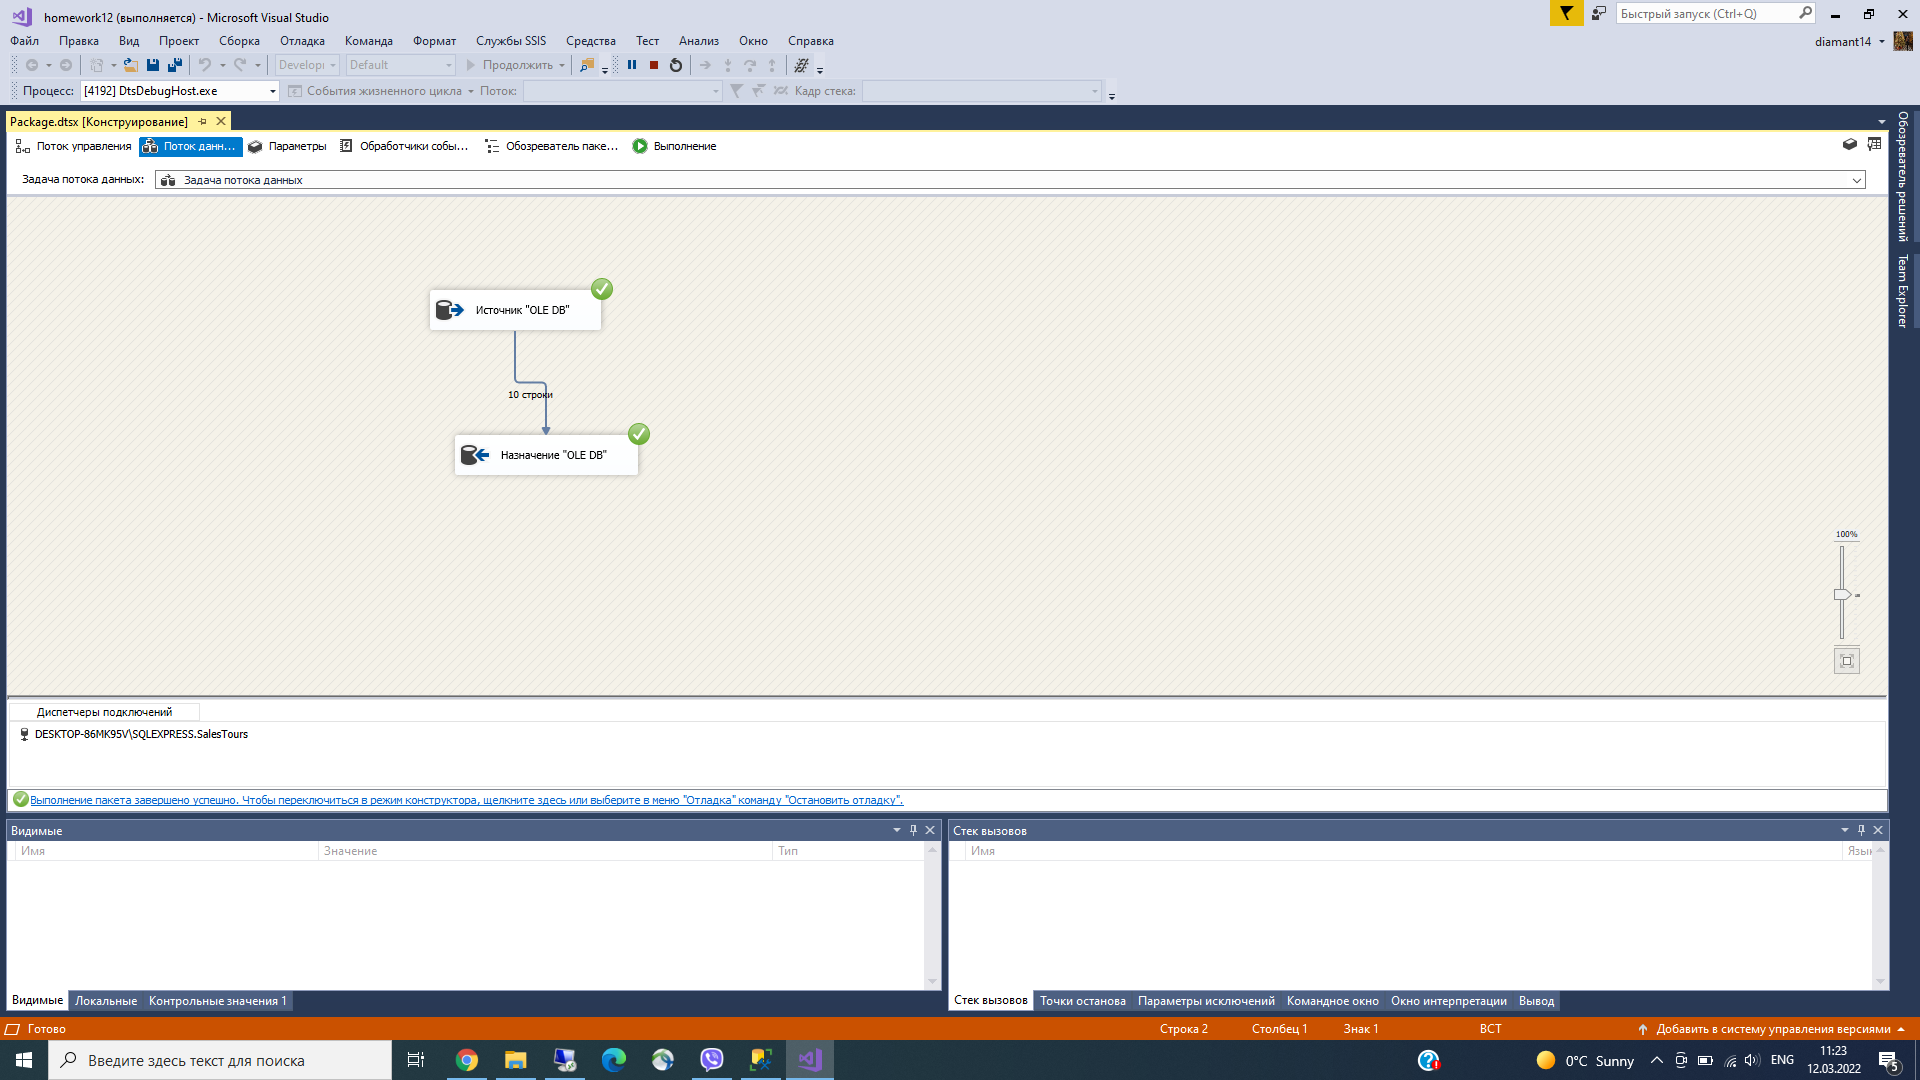 homework12 (выполняется) - Microsoft Visual Studio
Быстрый запуск (Ctrl+Q)
Файл Правка Вид Проект Сборка Отладка Команда Формат Службы SSIS Средства Тест Анализ Окно Справка
diamant14
Developi Default Продолжить
Процесс: [4192] DtsDebugHost.exe События жизненного цикла Поток: Кадр стека:
Package.dtsx [Конструирование]
Поток управления Поток данн... Параметры Обработчики собы... Обозреватель паке... Выполнение
Задача потока данных: Задача потока данных
Обозреватель решений
Team Explorer
Источник "OLE DB"
10 строки
Назначение "OLE DB"
100%
Диспетчеры подключений
DESKTOP-86MK95V\SQLEXPRESS.SalesTours
Выполнение пакета завершено успешно. Чтобы переключиться в режим конструктора, щелкните здесь или выберите в меню "Отладка" команду "Остановить отладку".
Видимые
Имя Значение Тип
Стек вызовов
Имя Язык
Видимые Локальные Контрольные значения 1
Стек вызовов Точки останова Параметры исключений Командное окно Окно интерпретации Вывод
Готово Строка 2 Столбец 1 Знак 1 ВСТ Добавить в систему управления версиями
Введите здесь текст для поиска
0°C Sunny ENG
11:23
12.03.2022
5